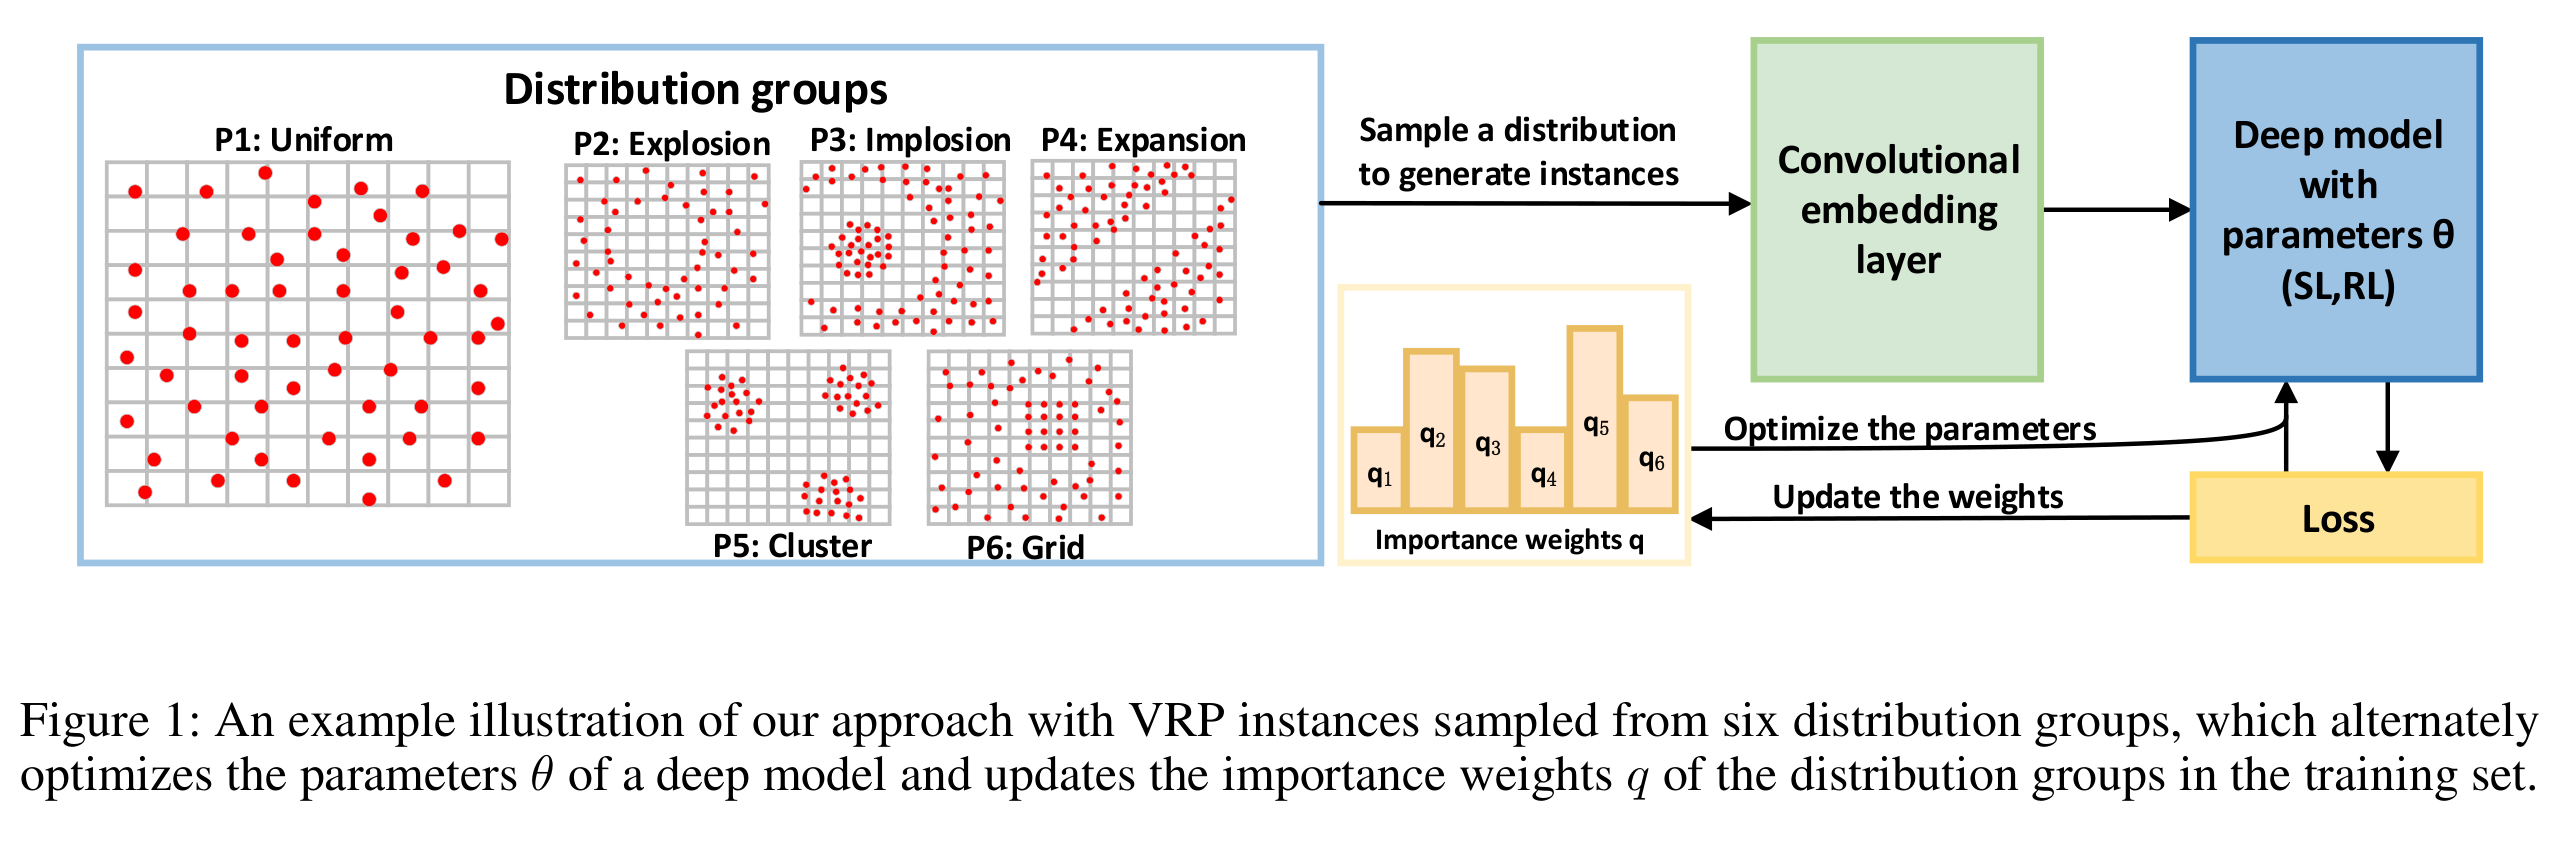 Distribution groups
P1: Uniform
P2: Explosion
P3: Implosion
P4: Expansion
P5: Cluster
P6: Grid
Sample a distribution
to generate instances
Convolutional
embedding
layer
Deep model
with
parameters θ
(SL,RL)
q1
q2
q3
q4
q5
q6
Importance weights q
Optimize the parameters
Update the weights
Loss
Figure 1: An example illustration of our approach with VRP instances sampled from six distribution groups, which alternately
optimizes the parameters θ of a deep model and updates the importance weights q of the distribution groups in the training set.